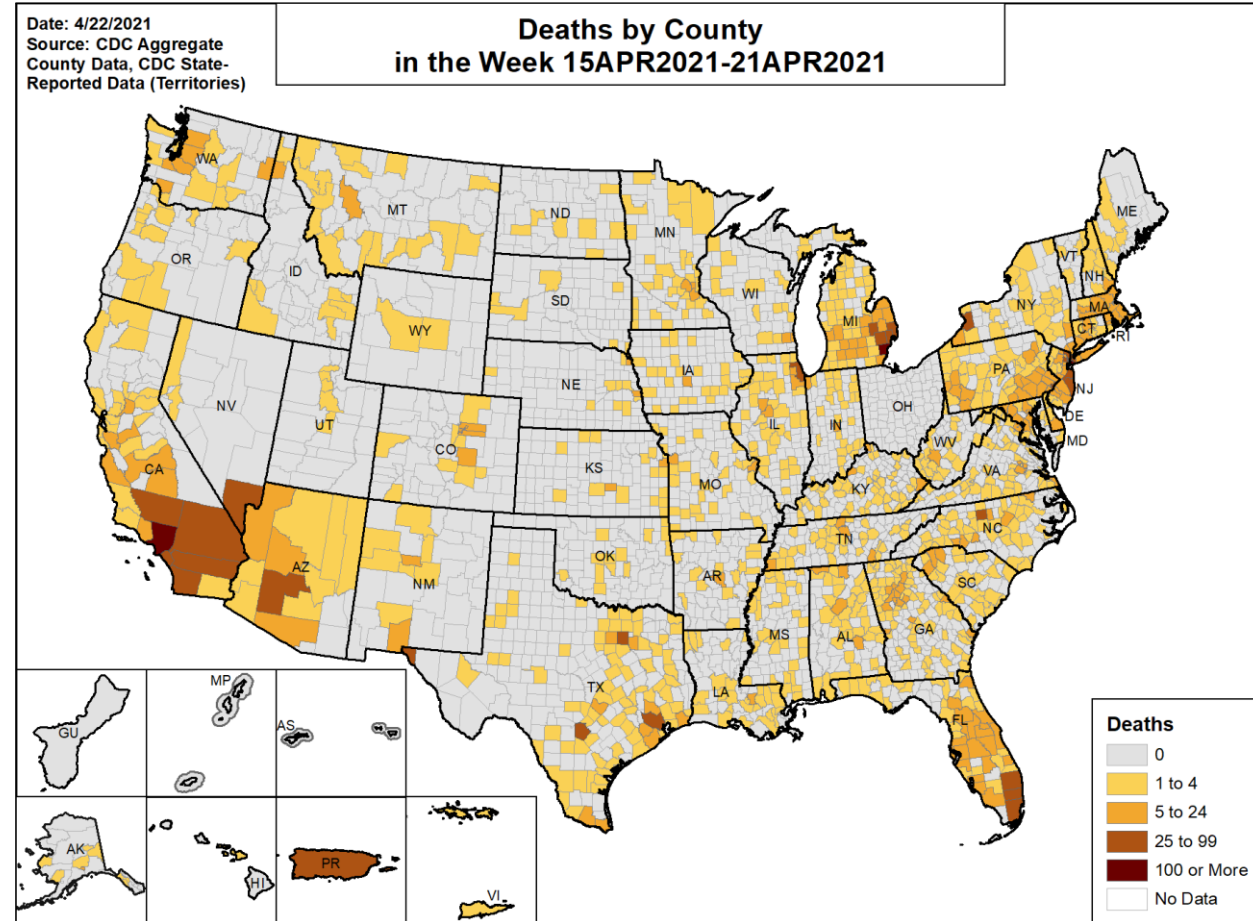 Date: 4/22/2021
Source: CDC Aggregate
County Data, CDC State-
Reported Data (Territories)
Deaths by County
in the Week 15APR2021-21APR2021
WA
MT
ND
MN
ME
OR
ID
SD
WI
VT
NH
NY
MA
MI
WY
CT
RI
IA
PA
NE
NJ
NV
OH
UT
IL
IN
DE
CO
WV
MD
CA
KS
MO
VA
KY
NC
TN
OK
AZ
NM
AR
SC
MS
AL
GA
TX
LA
FL
MP
GU
AS
AK
HI
PR
VI
Deaths
0
1 to 4
5 to 24
25 to 99
100 or More
No Data